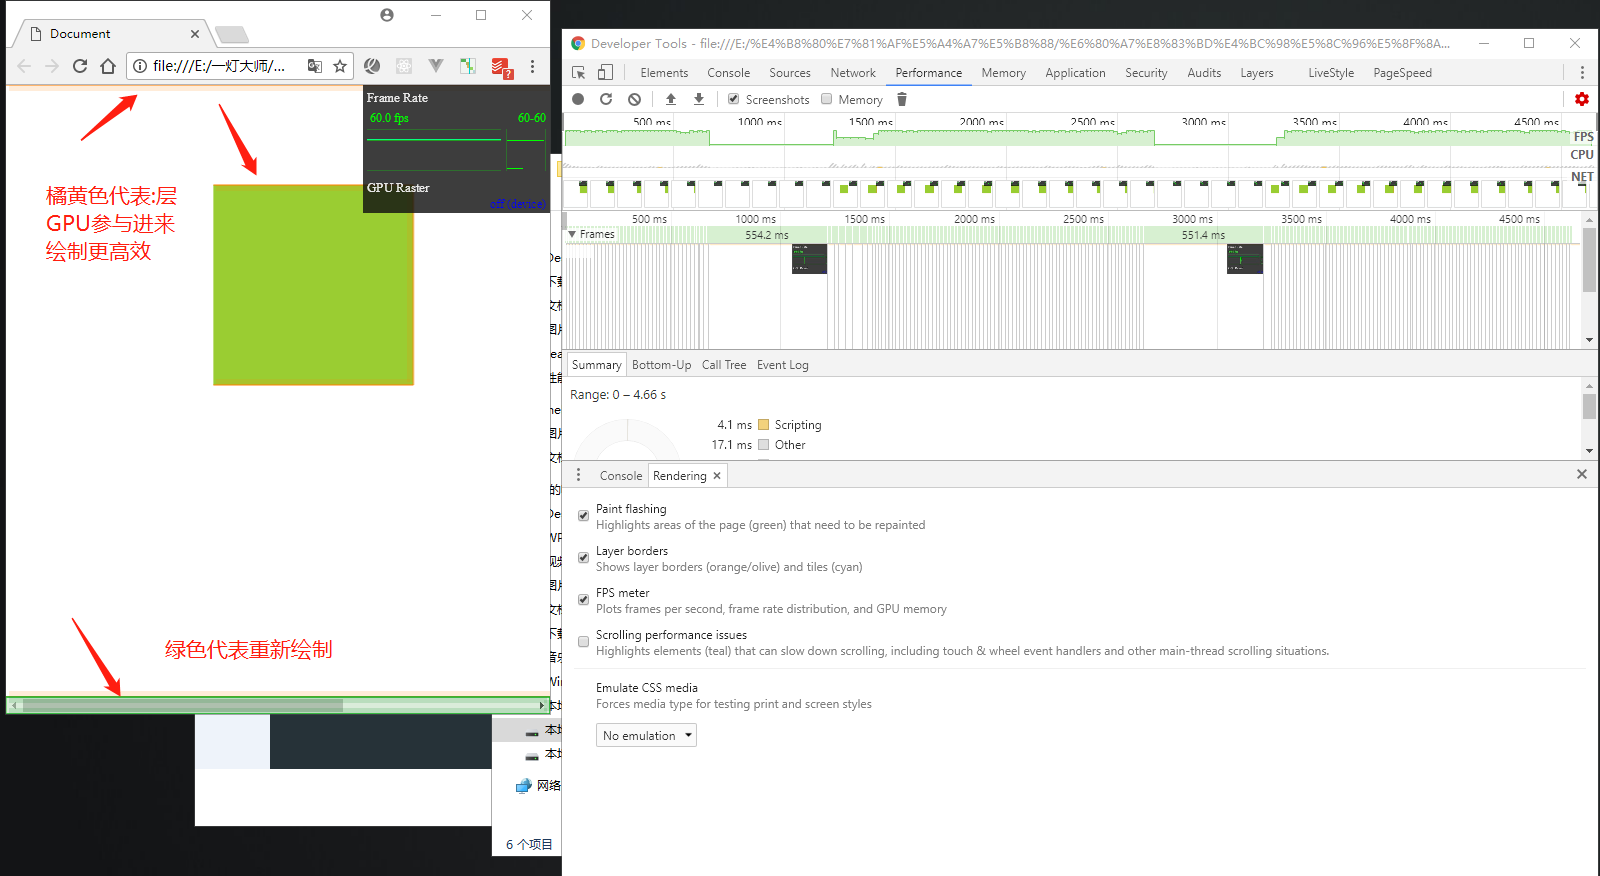 Document
file:///E:/一灯大师/...
Frame Rate
60.0 fps 60-60
GPU Raster
off (device)
橘黄色代表:层
GPU参与进来
绘制更高效
绿色代表重新绘制
6 个项目
网络
Developer Tools - file:///E:/%E4%B8%80%E7%81%AF%E5%A4%A7%E5%B8%88/%E6%80%A7%E8%83%BD%E4%BC%98%E5%8C%96%E5%8F%8A...
Elements Console Sources Network Performance Memory Application Security Audits Layers LiveStyle PageSpeed
Screenshots Memory
500 ms 1000 ms 1500 ms 2000 ms 2500 ms 3000 ms 3500 ms 4000 ms 4500 ms
FPS
CPU
NET
500 ms 1000 ms 1500 ms 2000 ms 2500 ms 3000 ms 3500 ms 4000 ms 4500 ms
Frames 554.2 ms 551.4 ms
Summary Bottom-Up Call Tree Event Log
Range: 0 – 4.66 s
4.1 ms Scripting
17.1 ms Other
Console Rendering
Paint flashing
Highlights areas of the page (green) that need to be repainted
Layer borders
Shows layer borders (orange/olive) and tiles (cyan)
FPS meter
Plots frames per second, frame rate distribution, and GPU memory
Scrolling performance issues
Highlights elements (teal) that can slow down scrolling, including touch & wheel event handlers and other main-thread scrolling situations.
Emulate CSS media
Forces media type for testing print and screen styles
No emulation